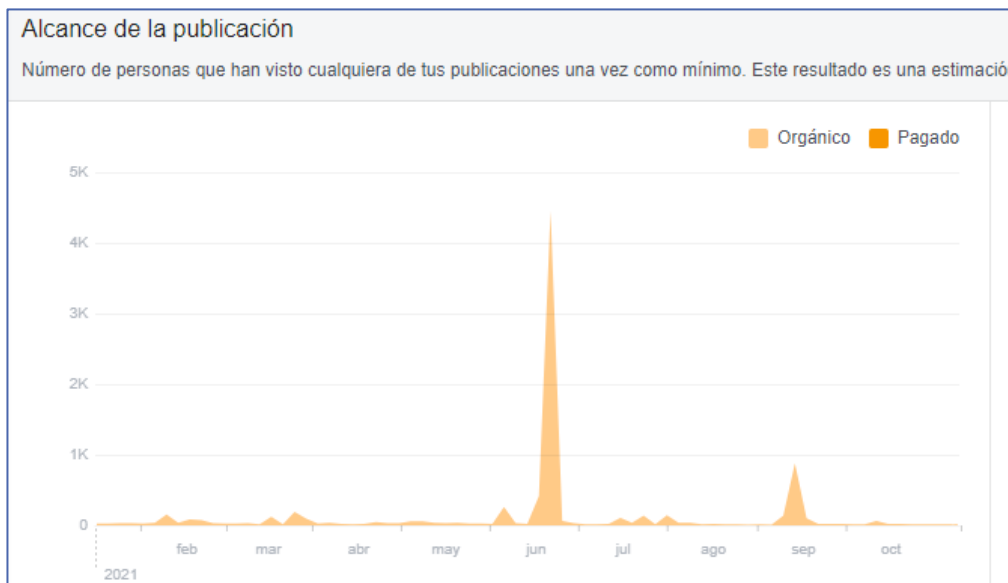 Alcance de la publicación
Número de personas que han visto cualquiera de tus publicaciones una vez como mínimo. Este resultado es una estimació
Orgánico Pagado
5K
4K
3K
2K
1K
0
feb mar abr may jun jul ago sep oct
2021